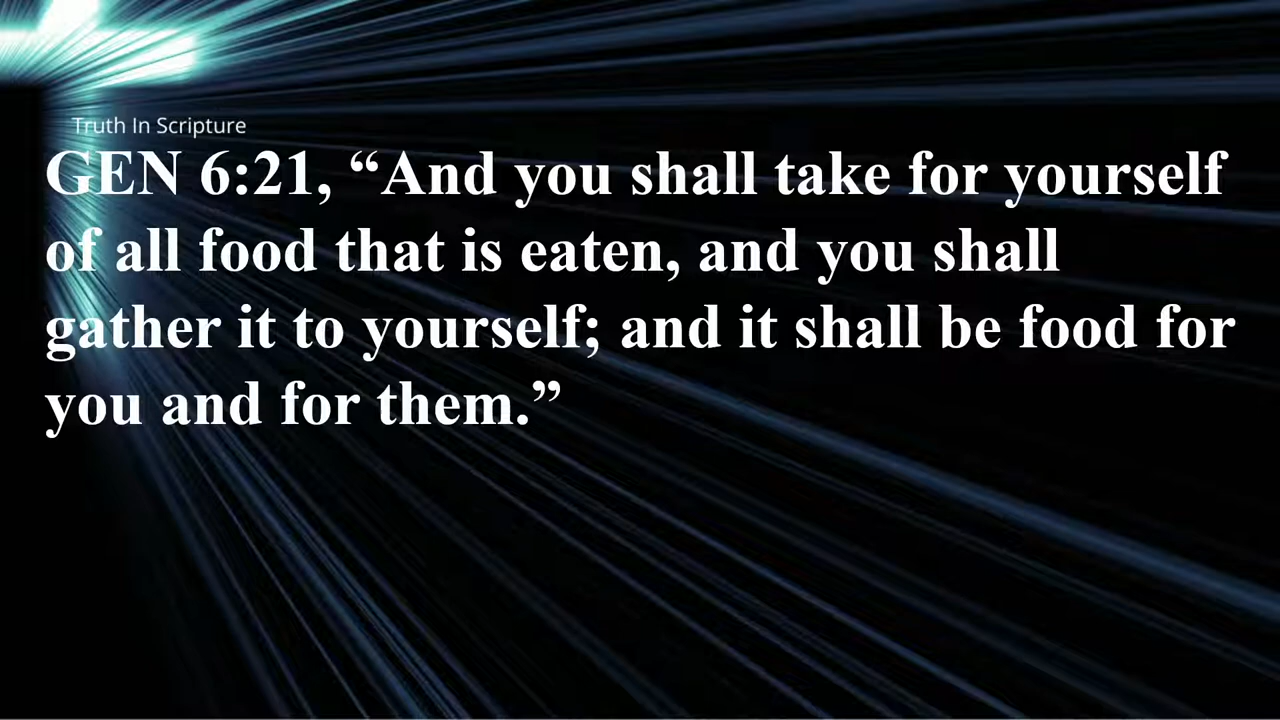 Truth In Scripture
GEN 6:21, “And you shall take for yourself
of all food that is eaten, and you shall
gather it to yourself; and it shall be food for
you and for them.”